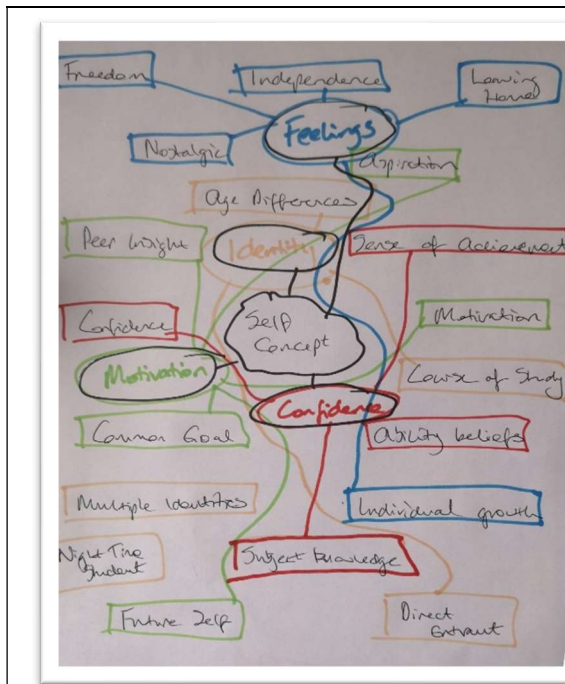 Freedom
Independence
Leaving
Home
Feelings
Nostalgic
Aspiration
Age Differences
Peer Insight
Identity
Sense of Achievement
Self
Concept
Confidence
Motivation
Motivation
Course of Study
Confidence
Common Goal
Ability beliefs
Multiple Identities
Individual growth
Night Time
Student
Subject knowledge
Future Self
Direct
Entrant